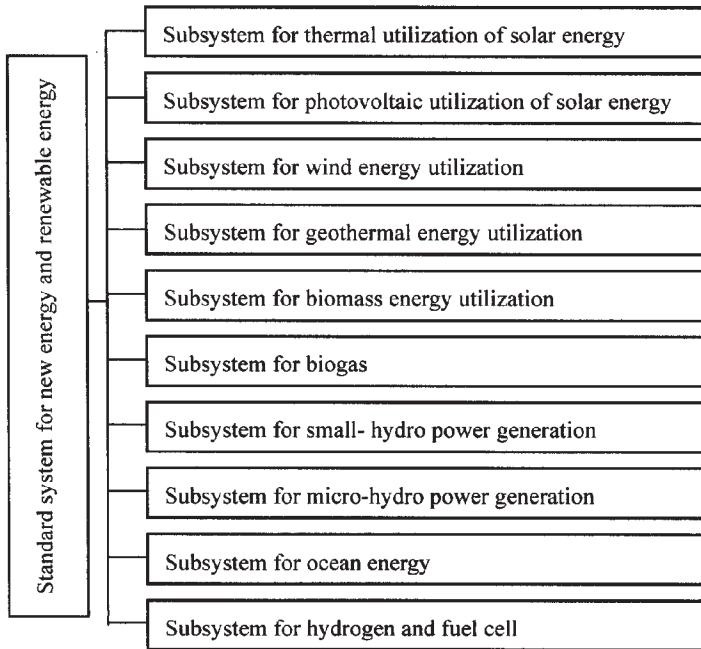 Standard system for new energy and renewable energy
Subsystem for thermal utilization of solar energy
Subsystem for photovoltaic utilization of solar energy
Subsystem for wind energy utilization
Subsystem for geothermal energy utilization
Subsystem for biomass energy utilization
Subsystem for biogas
Subsystem for small- hydro power generation
Subsystem for micro-hydro power generation
Subsystem for ocean energy
Subsystem for hydrogen and fuel cell